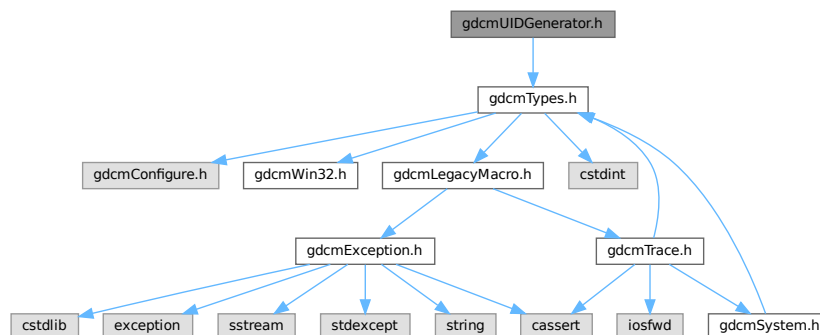 gdcmUIDGenerator.h
gdcmTypes.h
gdcmConfigure.h
gdcmWin32.h
gdcmLegacyMacro.h
cstdint
gdcmException.h
gdcmTrace.h
cstdlib
exception
sstream
stdexcept
string
cassert
iosfwd
gdcmSystem.h